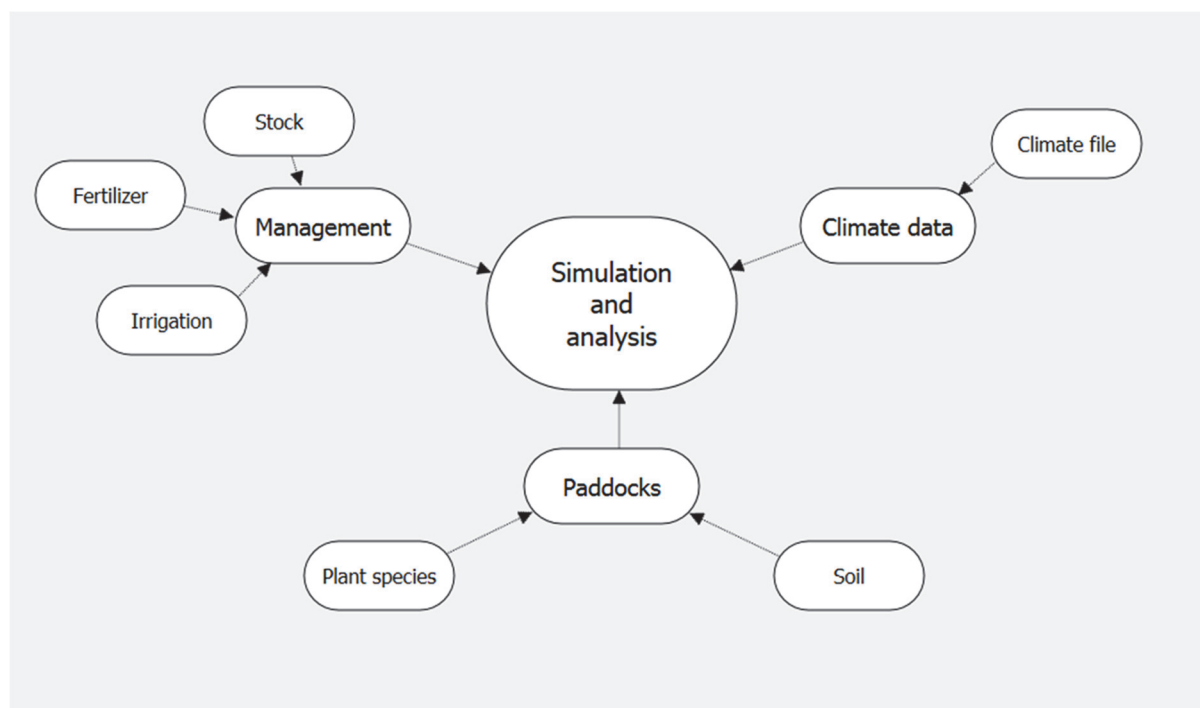 Stock
Climate file
Fertilizer
Management
Climate data
Simulation
and
analysis
Irrigation
Paddocks
Plant species
Soil